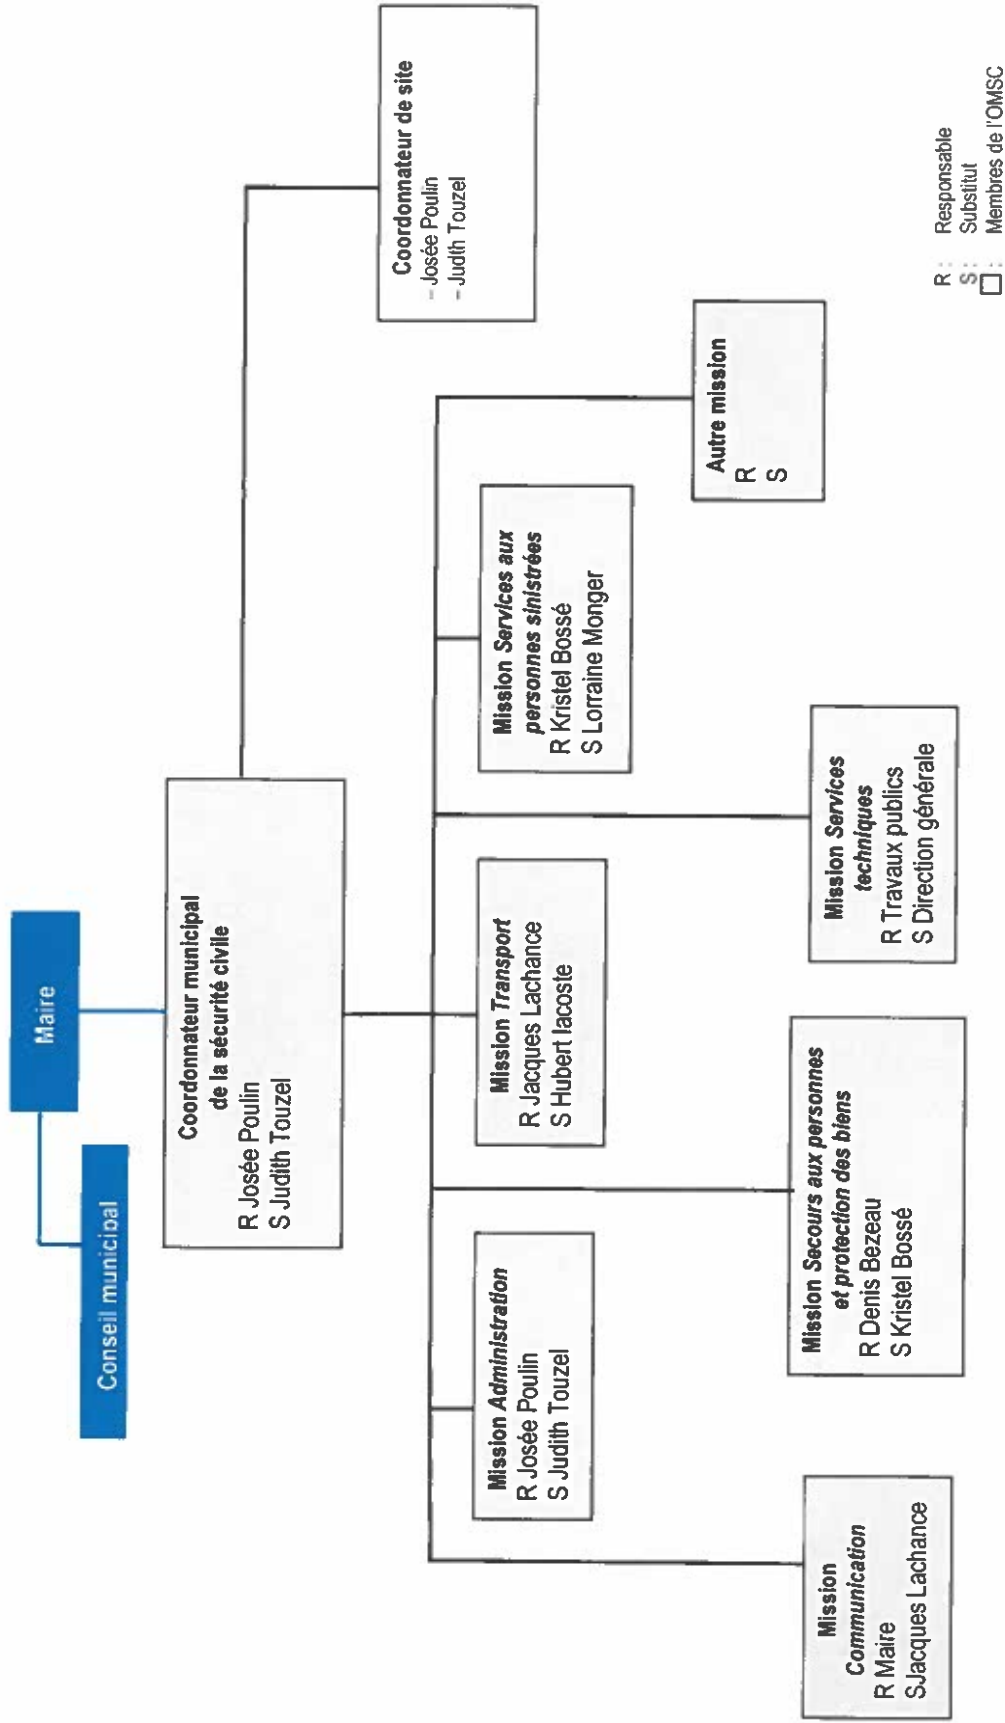 Maire
Conseil municipal
Coordonnateur municipal
de la sécurité civile
R Josée Poulin
S Judith Touzel
Coordonnateur de site
– Josée Poulin
– Judth Touzel
Mission Administration
R Josée Poulin
S Judith Touzel
Mission Transport
R Jacques Lachance
S Hubert lacoste
Mission Services aux
personnes sinistrées
R Kristel Bossé
S Lorraine Monger
Mission
Communication
R Maire
SJacques Lachance
Mission Secours aux personnes
et protection des biens
R Denis Bezeau
S Kristel Bossé
Mission Services
techniques
R Travaux publics
S Direction générale
Autre mission
R
S
R : Responsable
S : Substitut
☐ : Membres de l'OMSC